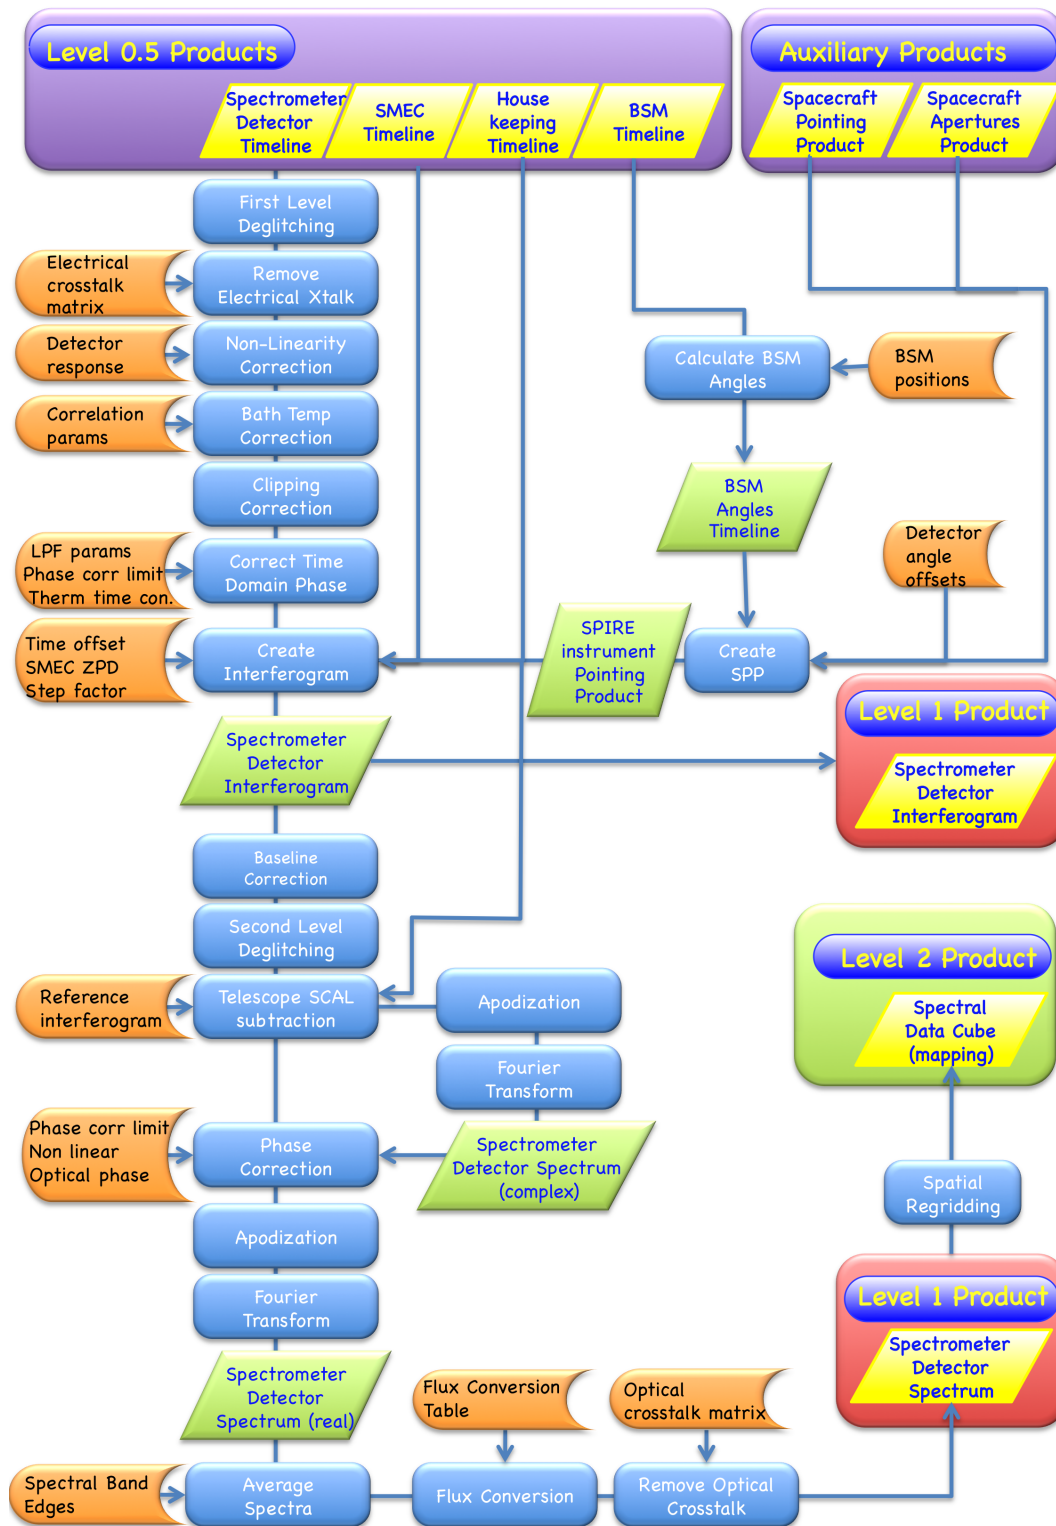 Level 0.5 Products
Auxiliary Products
Spectrometer
Detector
Timeline
SMEC
Timeline
House
keeping
Timeline
BSM
Timeline
Spacecraft
Pointing
Product
Spacecraft
Apertures
Product
First Level
Deglitching
Electrical
crosstalk
matrix
Remove
Electrical Xtalk
Detector
response
Non-Linearity
Correction
Calculate BSM
Angles
BSM
positions
Correlation
params
Bath Temp
Correction
Clipping
Correction
BSM
Angles
Timeline
LPF params
Phase corr limit
Therm time con.
Correct Time
Domain Phase
Detector
angle
offsets
Time offset
SMEC ZPD
Step factor
Create
Interferogram
SPIRE
instrument
Pointing
Product
Create
SPP
Level 1 Product
Spectrometer
Detector
Interferogram
Spectrometer
Detector
Interferogram
Baseline
Correction
Second Level
Deglitching
Level 2 Product
Spectral
Data Cube
(mapping)
Reference
interferogram
Telescope SCAL
subtraction
Apodization
Fourier
Transform
Phase corr limit
Non linear
Optical phase
Phase
Correction
Spectrometer
Detector Spectrum
(complex)
Spatial
Regridding
Apodization
Fourier
Transform
Level 1 Product
Spectrometer
Detector
Spectrum
Spectrometer
Detector
Spectrum (real)
Flux Conversion
Table
Optical
crosstalk matrix
Spectral Band
Edges
Average
Spectra
Flux Conversion
Remove Optical
Crosstalk